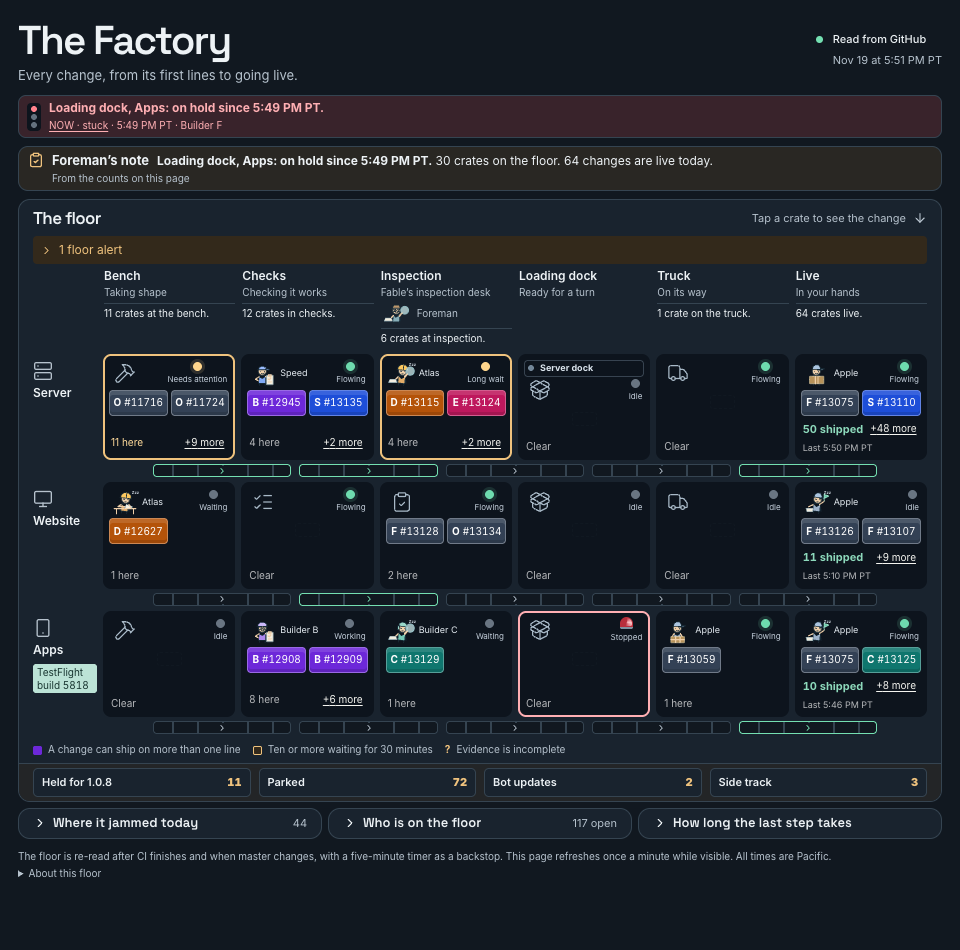 The Factory
Every change, from its first lines to going live.
Read from GitHub
Nov 19 at 5:51 PM PT
Loading dock, Apps: on hold since 5:49 PM PT.
NOW · stuck · 5:49 PM PT · Builder F
Foreman's note Loading dock, Apps: on hold since 5:49 PM PT. 30 crates on the floor. 64 changes are live today.
From the counts on this page
The floor
Tap a crate to see the change ↓
1 floor alert
Bench
Taking shape
11 crates at the bench.
Checks
Checking it works
12 crates in checks.
Inspection
Fable's inspection desk
Foreman
6 crates at inspection.
Loading dock
Ready for a turn
Truck
On its way
1 crate on the truck.
Live
In your hands
64 crates live.
Server
Needs attention
O #11716 O #11724
11 here +9 more
Speed
Flowing
B #12945 S #13135
4 here +2 more
Atlas
Long wait
D #13115 E #13124
4 here +2 more
Server dock
Idle
Clear
Flowing
Clear
Apple
Flowing
F #13075 S #13110
50 shipped +48 more
Last 5:50 PM PT
Website
Atlas
Waiting
D #12627
1 here
Flowing
Clear
Flowing
F #13128 O #13134
2 here
Idle
Clear
Idle
Clear
Apple
Idle
F #13126 F #13107
11 shipped +9 more
Last 5:10 PM PT
Apps
TestFlight
build 5818
Idle
Clear
Builder B
Working
B #12908 B #12909
8 here +6 more
Builder C
Waiting
C #13129
1 here
Stopped
Clear
Apple
Flowing
F #13059
1 here
Apple
Flowing
F #13075 C #13125
10 shipped +8 more
Last 5:46 PM PT
A change can ship on more than one line
Ten or more waiting for 30 minutes
? Evidence is incomplete
Held for 1.0.8 11
Parked 72
Bot updates 2
Side track 3
Where it jammed today 44
Who is on the floor 117 open
How long the last step takes
The floor is re-read after CI finishes and when master changes, with a five-minute timer as a backstop. This page refreshes once a minute while visible. All times are Pacific.
About this floor